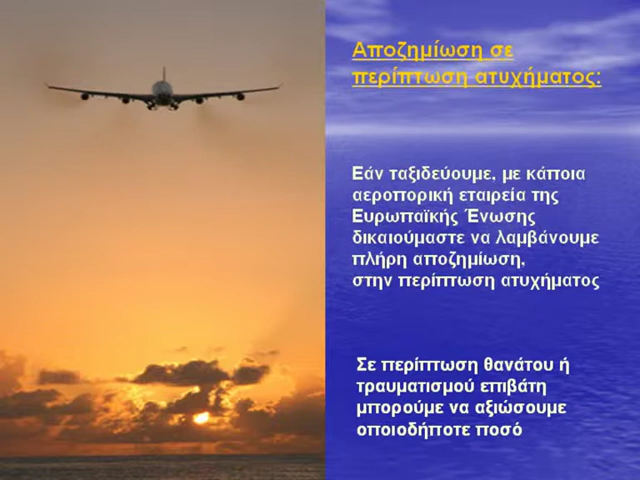 Αποζημίωση σε
περίπτωση ατυχήματος:
Εάν ταξιδεύουμε, με κάποια
αεροπορική εταιρεία της
Ευρωπαϊκής Ένωσης
δικαιούμαστε να λαμβάνουμε
πλήρη αποζημίωση,
στην περίπτωση ατυχήματος
Σε περίπτωση θανάτου ή
τραυματισμού επιβάτη
μπορούμε να αξιώσουμε
οποιοδήποτε ποσό